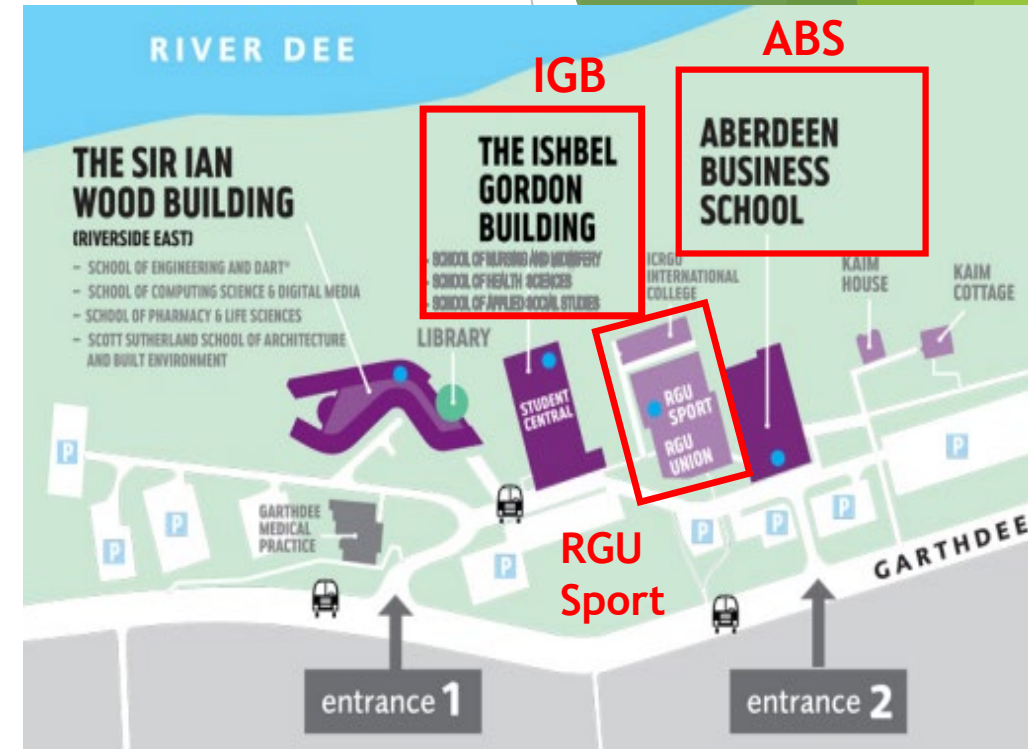 RIVER DEE
IGB
ABS
THE SIR IAN
WOOD BUILDING
(RIVERSIDE EAST)
– SCHOOL OF ENGINEERING AND DART*
– SCHOOL OF COMPUTING SCIENCE & DIGITAL MEDIA
– SCHOOL OF PHARMACY & LIFE SCIENCES
– SCOTT SUTHERLAND SCHOOL OF ARCHITECTURE
AND BUILT ENVIRONMENT
THE ISHBEL
GORDON
BUILDING
- SCHOOL OF NURSING AND MIDWIFERY
- SCHOOL OF HEALTH SCIENCES
- SCHOOL OF APPLIED SOCIAL STUDIES
LIBRARY
ABERDEEN
BUSINESS
SCHOOL
ICRGU
INTERNATIONAL
COLLEGE
KAIM
HOUSE
KAIM
COTTAGE
STUDENT
CENTRAL
RGU
SPORT
RGU
UNION
P
P
P
P
GARTHDEE
MEDICAL
PRACTICE
P
P
P
P
P
RGU
Sport
GARTHDEE
entrance 1
entrance 2